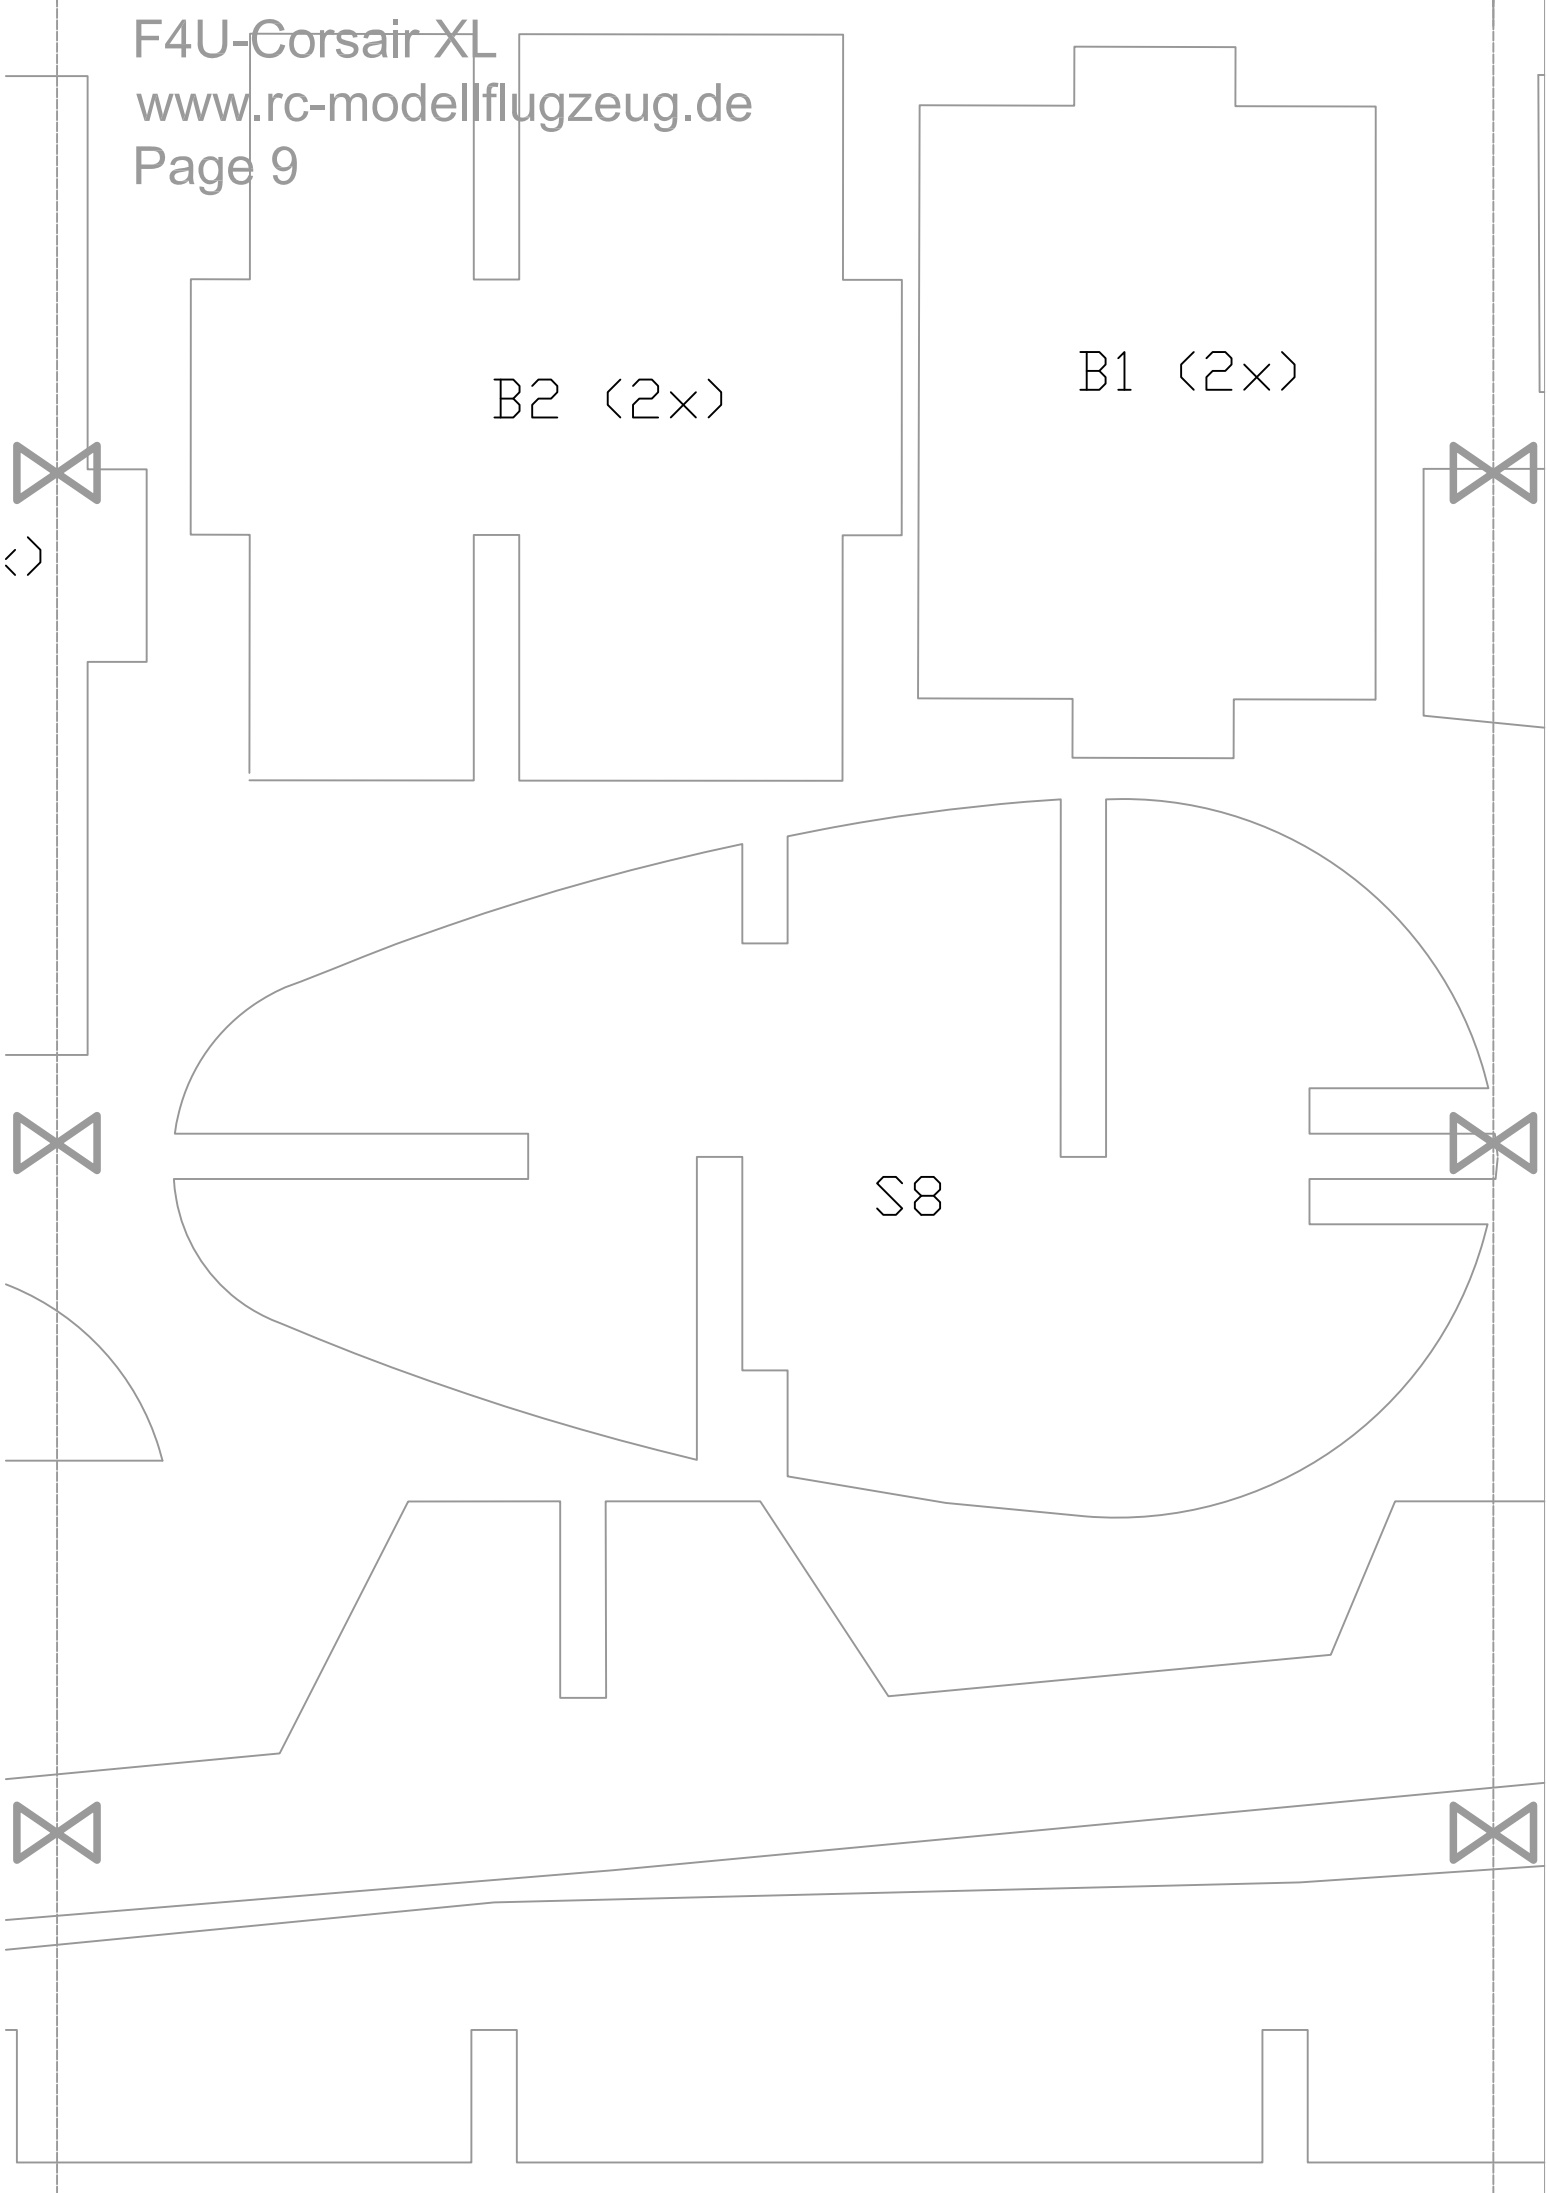 F4U-Corsair XL
www.rc-modellflugzeug.de
Page 9
B1 (2x)
B2 (2x)
S8